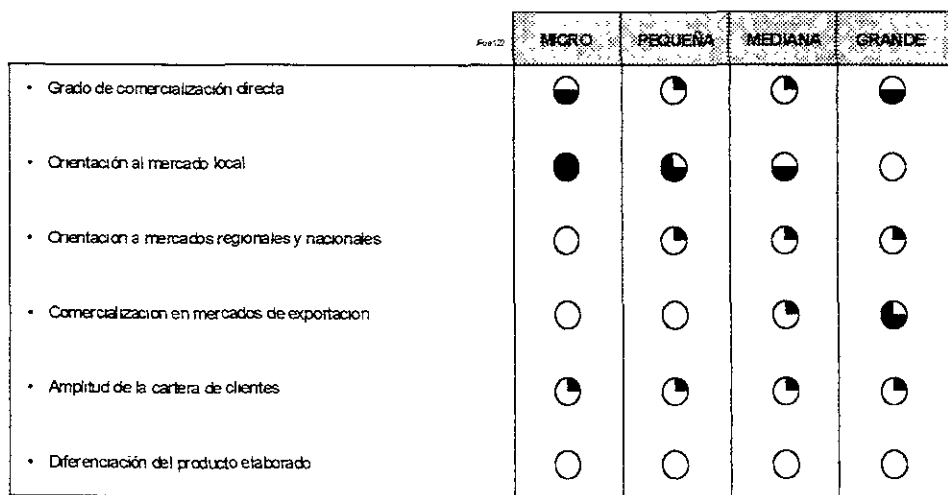 MICRO PEQUEÑA MEDIANA GRANDE
• Grado de comercialización directa
• Orientación al mercado local
• Orientacion a mercados regionales y nacionales
• Comercializacion en mercados de exportacion
• Amplitud de la cartera de clientes
• Diferenciación del producto elaborado